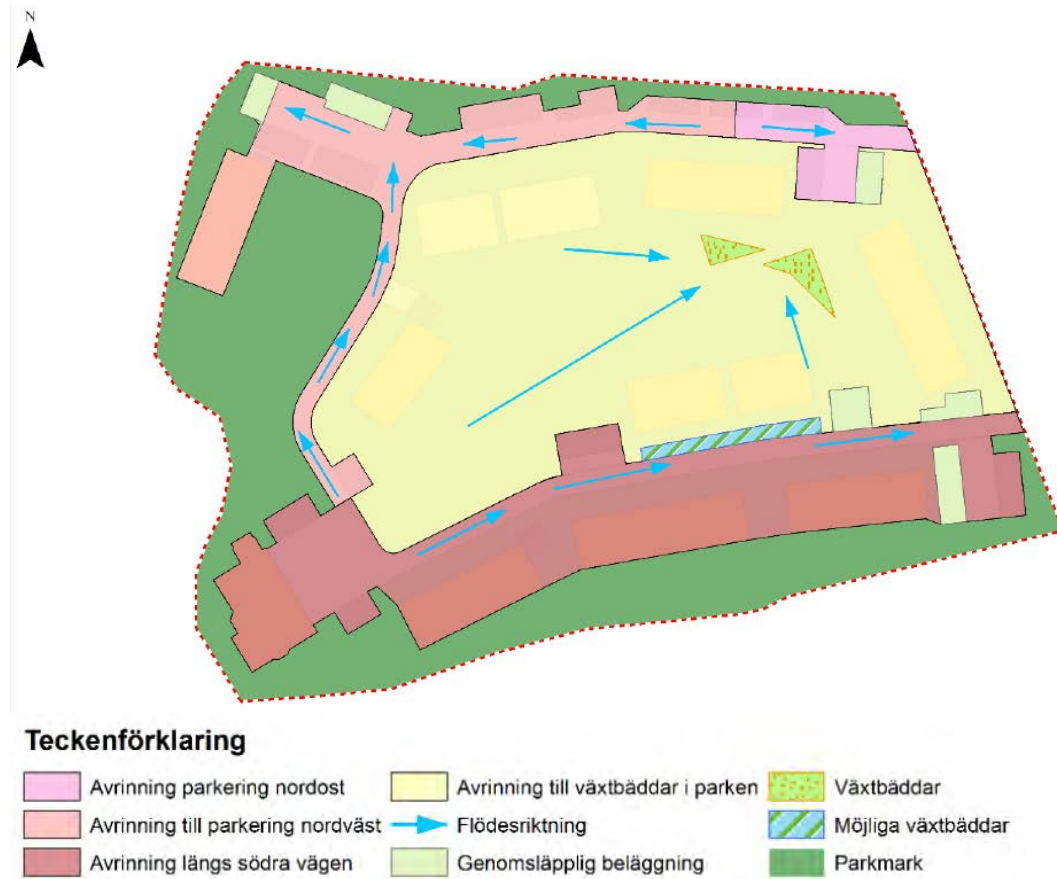 N
Teckenförklaring
Avrinning parkering nordost
Avrinning till växtbäddar i parken
Växtbäddar
Avrinning till parkering nordväst
Flödesriktning
Möjliga växtbäddar
Avrinning längs södra vägen
Genomsläpplig beläggning
Parkmark